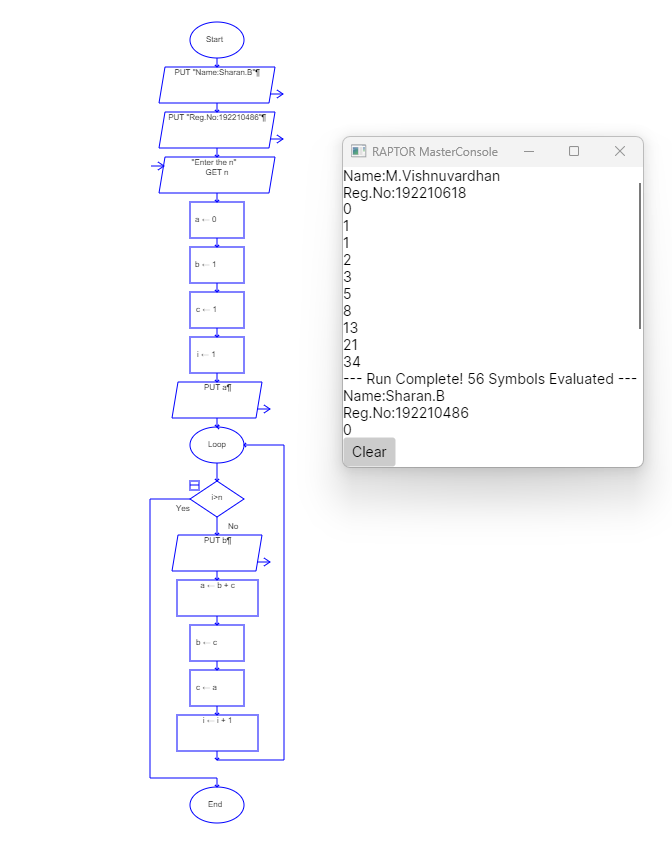 Start
PUT "Name:Sharan.B"¶
PUT "Reg.No:192210486"¶
"Enter the n"
GET n
a ← 0
b ← 1
c ← 1
i ← 1
PUT a¶
Loop
i>n
Yes
No
PUT b¶
a ← b + c
b ← c
c ← a
i ← i + 1
End
RAPTOR MasterConsole
Name:M.Vishnuvardhan
Reg.No:192210618
0
1
1
2
3
5
8
13
21
34
--- Run Complete! 56 Symbols Evaluated ---
Name:Sharan.B
Reg.No:192210486
0
Clear